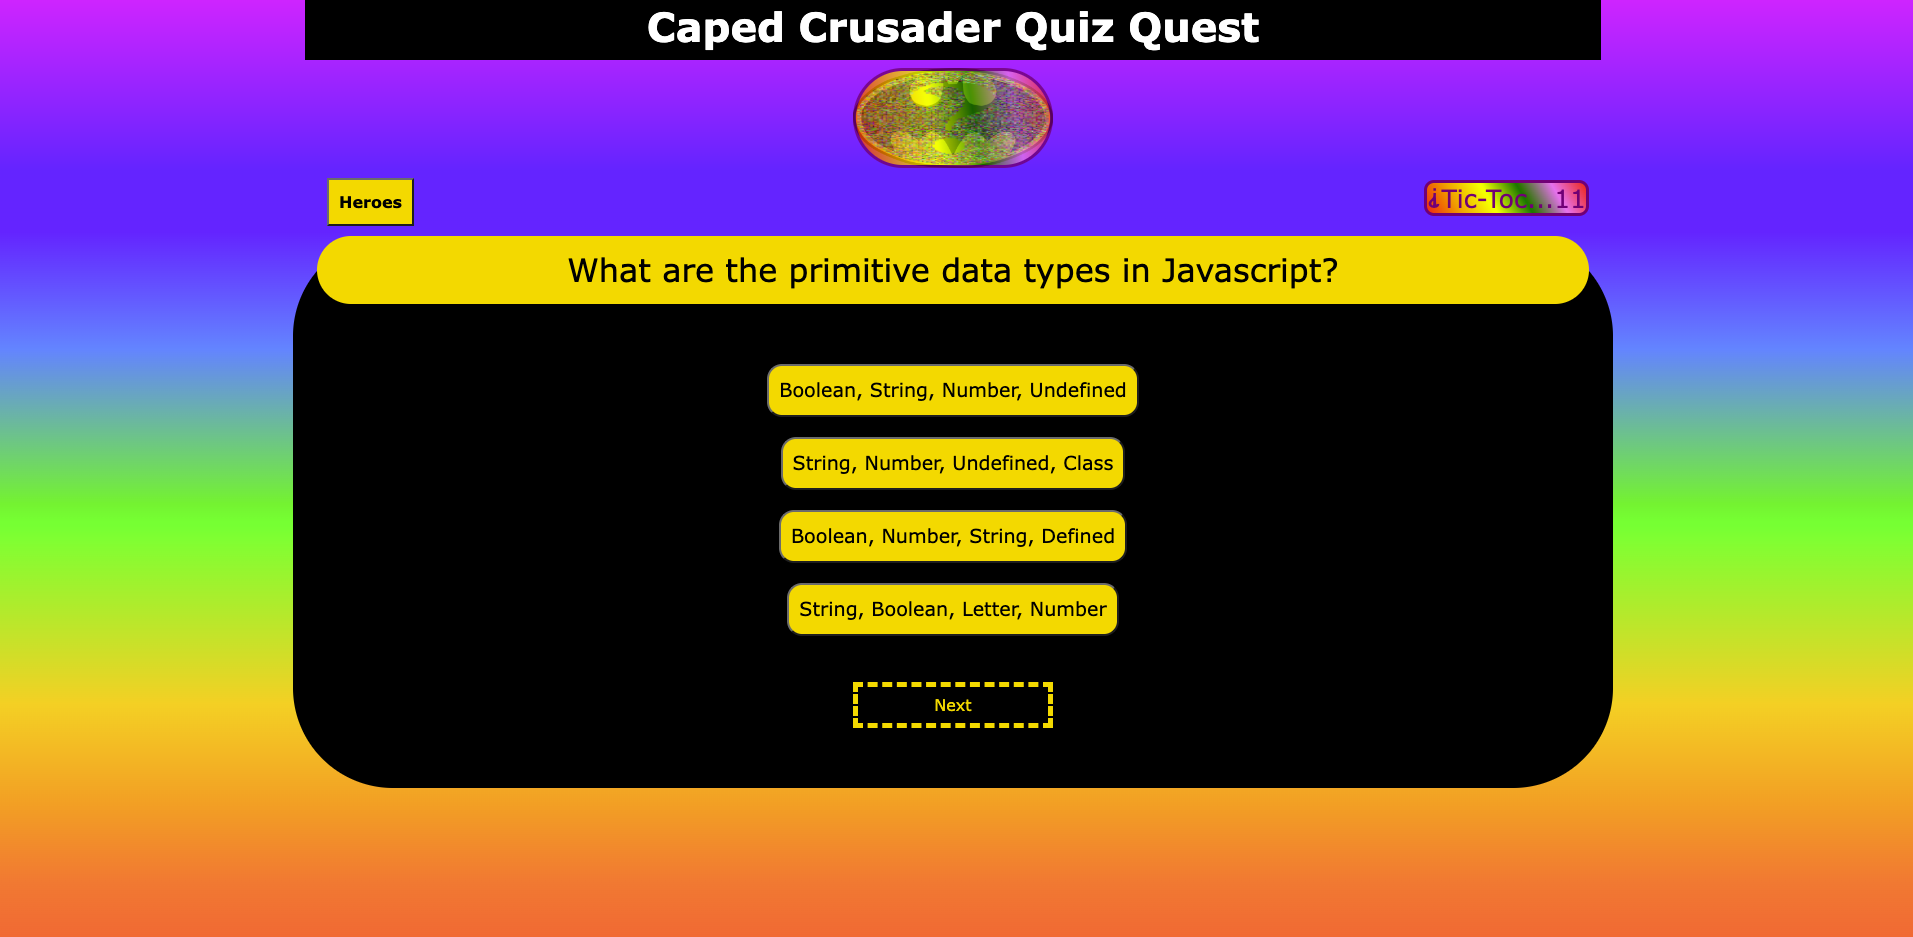 Caped Crusader Quiz Quest
Heroes
¿Tic-Toc...11
What are the primitive data types in Javascript?
Boolean, String, Number, Undefined
String, Number, Undefined, Class
Boolean, Number, String, Defined
String, Boolean, Letter, Number
Next